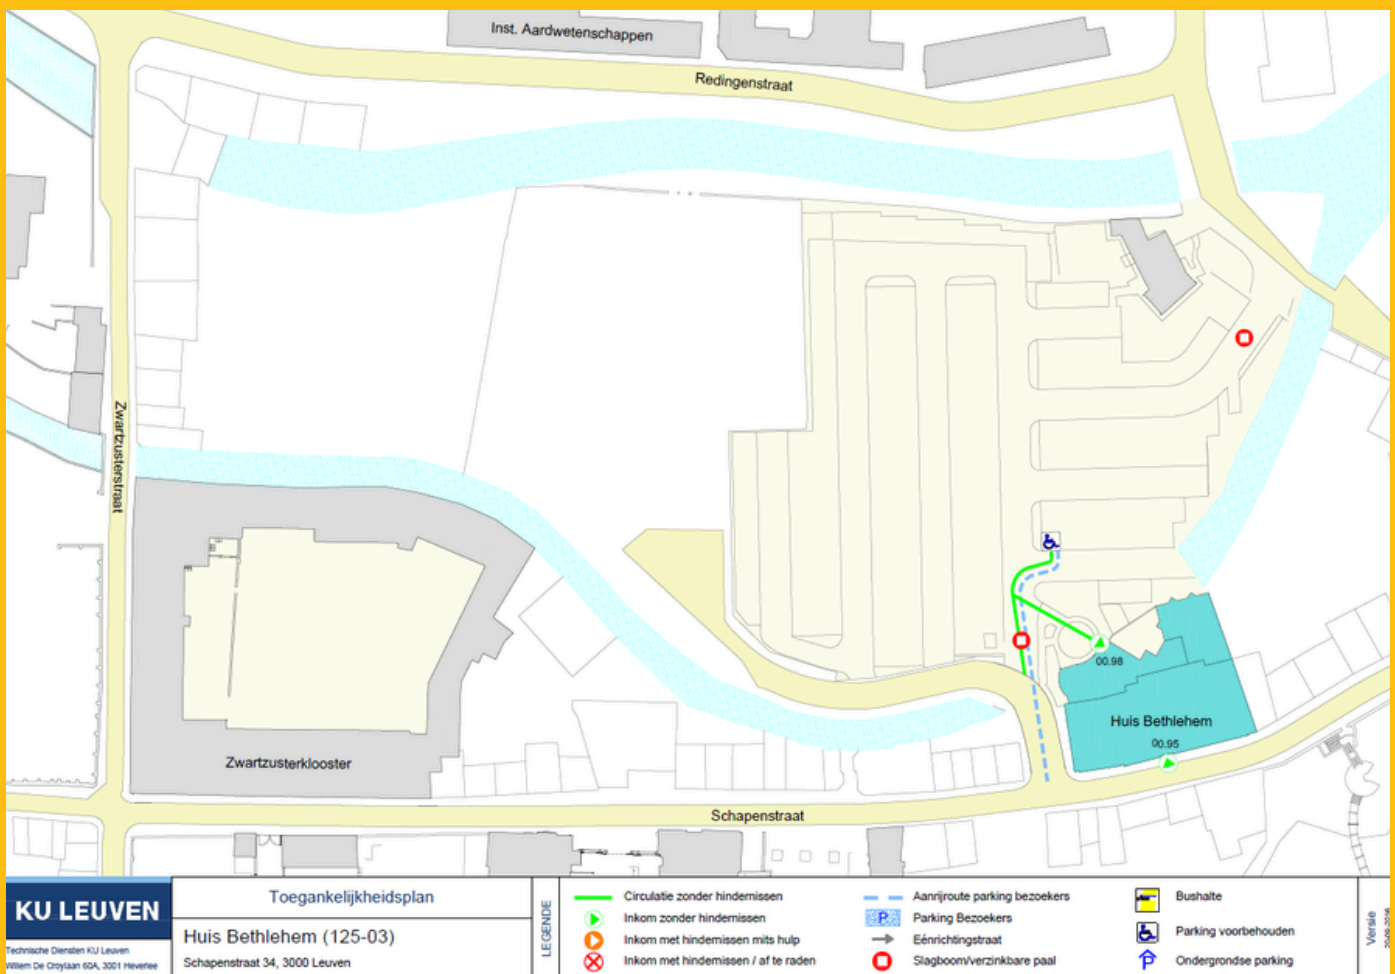 Inst. Aardwetenschappen
Redingenstraat
Zwartzusterstraat
00.98
Huis Bethlehem
00.95
Zwartzusterklooster
Schapenstraat
KU LEUVEN
Technische Diensten KU Leuven
Willem De Croylaan 60A, 3001 Heverlee
Toegankelijkheidsplan
Huis Bethlehem (125-03)
Schapenstraat 34, 3000 Leuven
LEGENDE
Circulatie zonder hindernissen
Inkom zonder hindernissen
Inkom met hindernissen mits hulp
Inkom met hindernissen / af te raden
Aanrijroute parking bezoekers
P Parking Bezoekers
Eénrichtingstraat
Slagboom/verzinkbare paal
Bushalte
Parking voorbehouden
P Ondergrondse parking
Versie